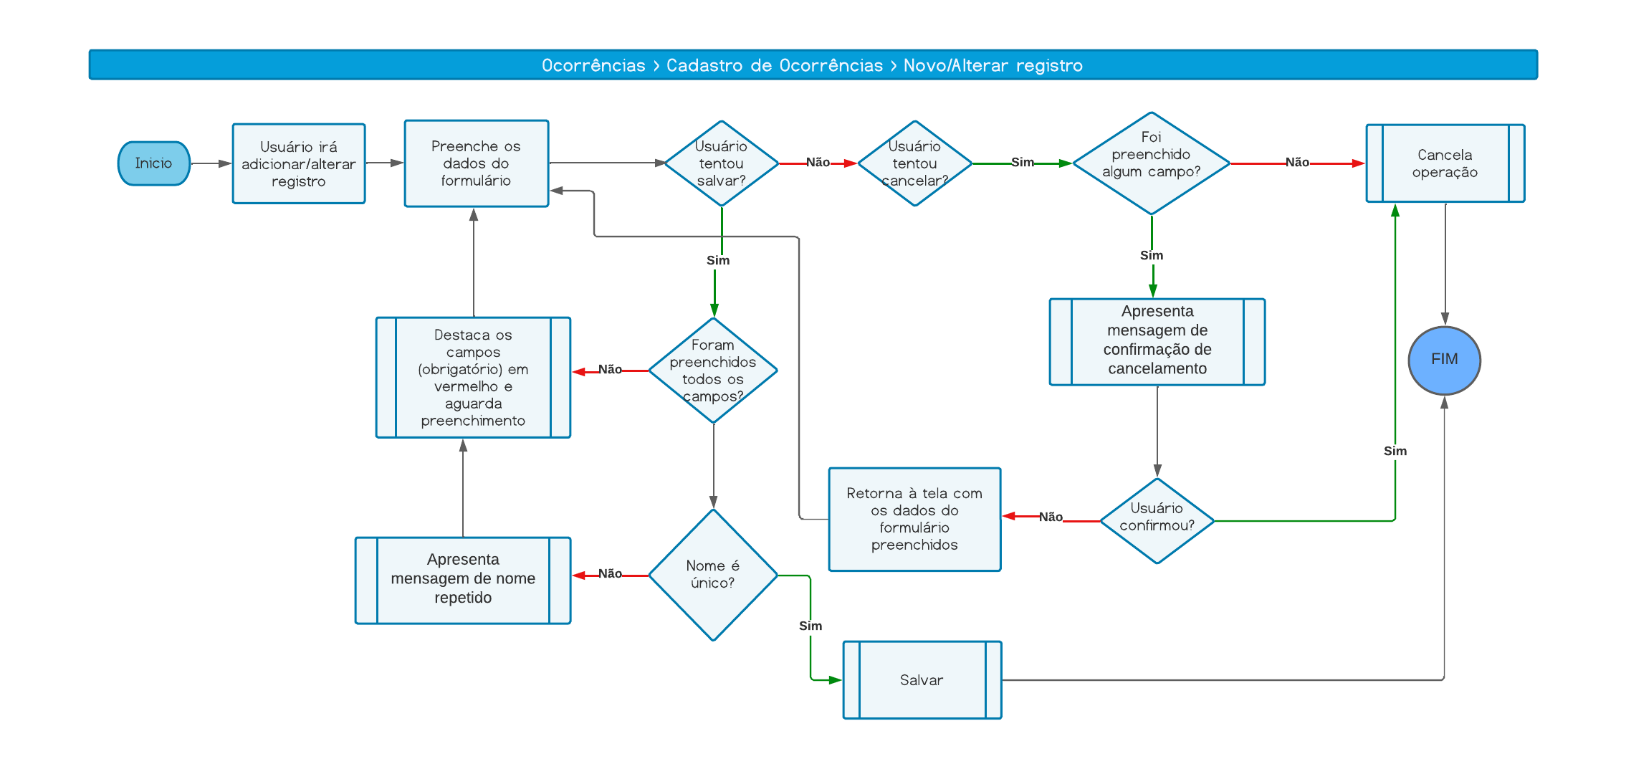 Ocorrências > Cadastro de Ocorrências > Novo/Alterar registro
Inicio
Usuário irá
adicionar/alterar
registro
Preenche os
dados do
formulário
Usuário
tentou
salvar?
Não
Usuário
tentou
cancelar?
Sim
Foi
preenchido
algum campo?
Não
Cancela
operação
Sim
Sim
Apresenta
mensagem de
confirmação de
cancelamento
FIM
Destaca os
campos
(obrigatório) em
vermelho e
aguarda
preenchimento
Não
Foram
preenchidos
todos os
campos?
Sim
Retorna à tela com
os dados do
formulário
preenchidos
Não
Usuário
confirmou?
Apresenta
mensagem de nome
repetido
Não
Nome é
único?
Sim
Salvar